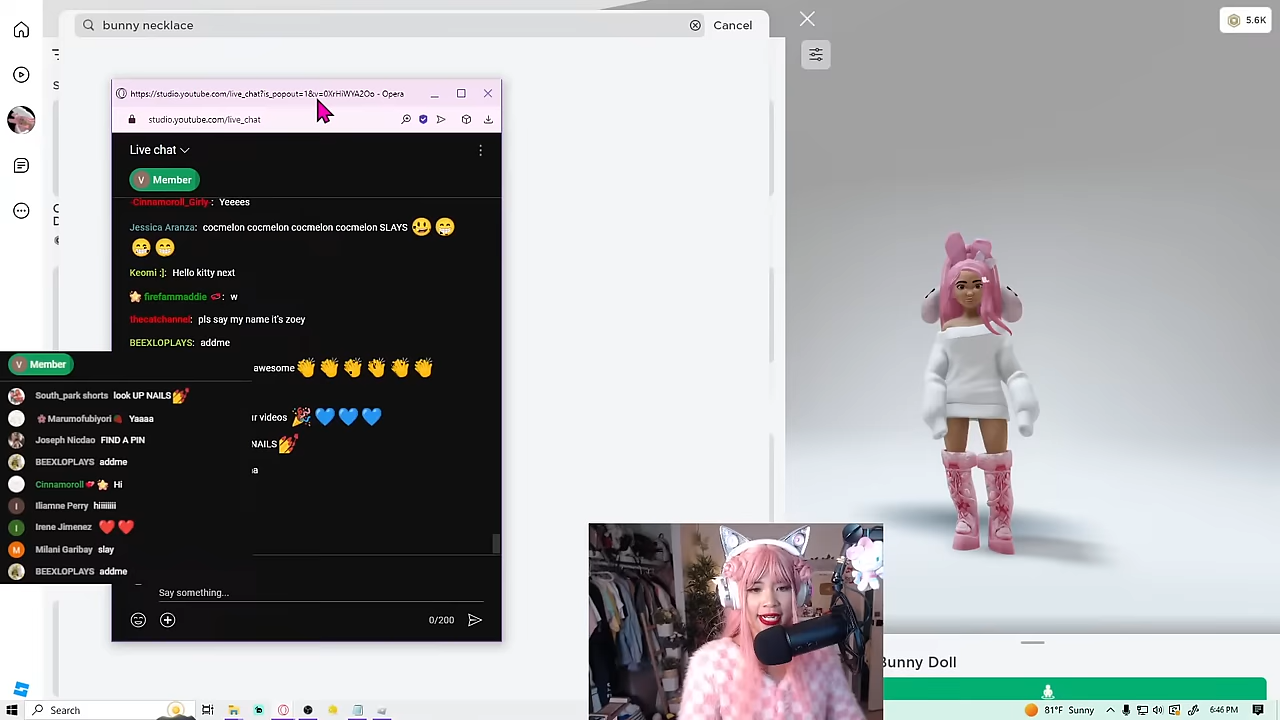 bunny necklace
Cancel
5.6K
https://studio.youtube.com/live_chat?is_popout=1&v=0XrHiWYA2Oo - Opera
studio.youtube.com/live_chat
Live chat
V Member
Cinnamoroll_Girly: Yeeees
Jessica Aranza: cocmelon cocmelon cocmelon cocmelon SLAYS 😃😁
😁😁
Keomi :]: Hello kitty next
firefammaddie 💋: w
thecatchannel: pls say my name it's zoey
BEEXLOPLAYS: addme
awesome 👏👏👏👏👏👏
ur videos 🎉💙💙💙
NAILS💅
V Member
South_park shorts look UP NAILS💅
🌸Marumofubiyori🍓 Yaaaa
Joseph Nicdao FIND A PIN
BEEXLOPLAYS addme
Cinnamoroll💋 Hi
Iliamne Perry hiiiiiiii
I Irene Jimenez ❤️❤️
M Milani Garibay slay
BEEXLOPLAYS addme
Say something...
0/200
Bunny Doll
Search
81°F Sunny
6:46 PM